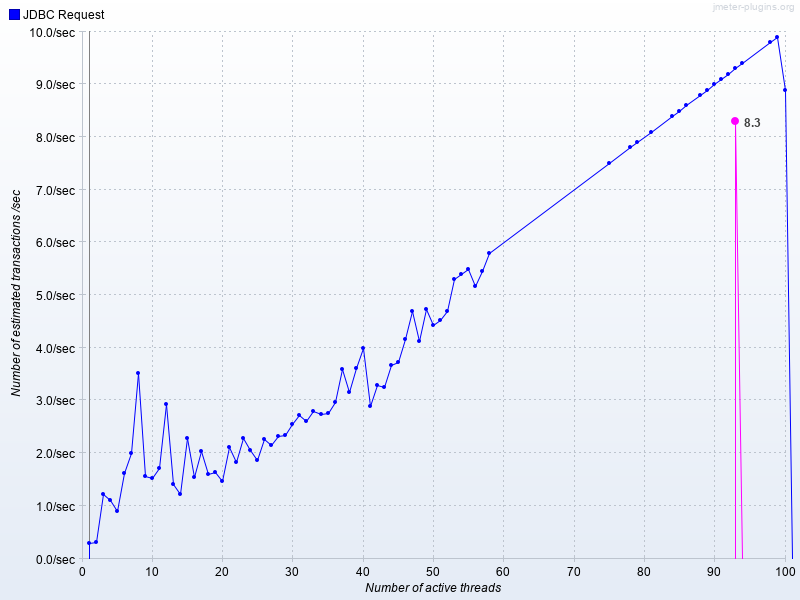 jmeter-plugins.org
JDBC Request
10.0/sec
9.0/sec
8.0/sec
7.0/sec
6.0/sec
5.0/sec
4.0/sec
3.0/sec
2.0/sec
1.0/sec
0.0/sec
Number of estimated transactions /sec
8.3
0 10 20 30 40 50 60 70 80 90 100
Number of active threads